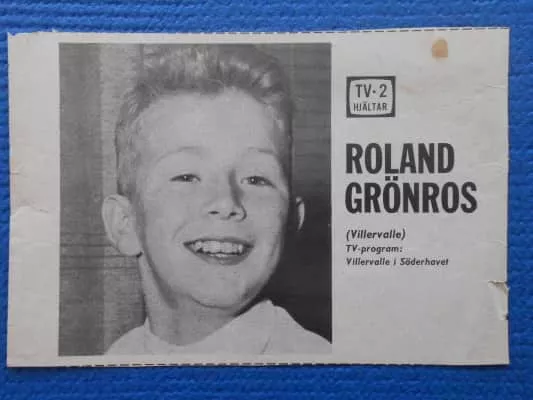 TV·2
HJÄLTAR
ROLAND
GRÖNROS
(Villervalle)
TV-program:
Villervalle i Söderhavet